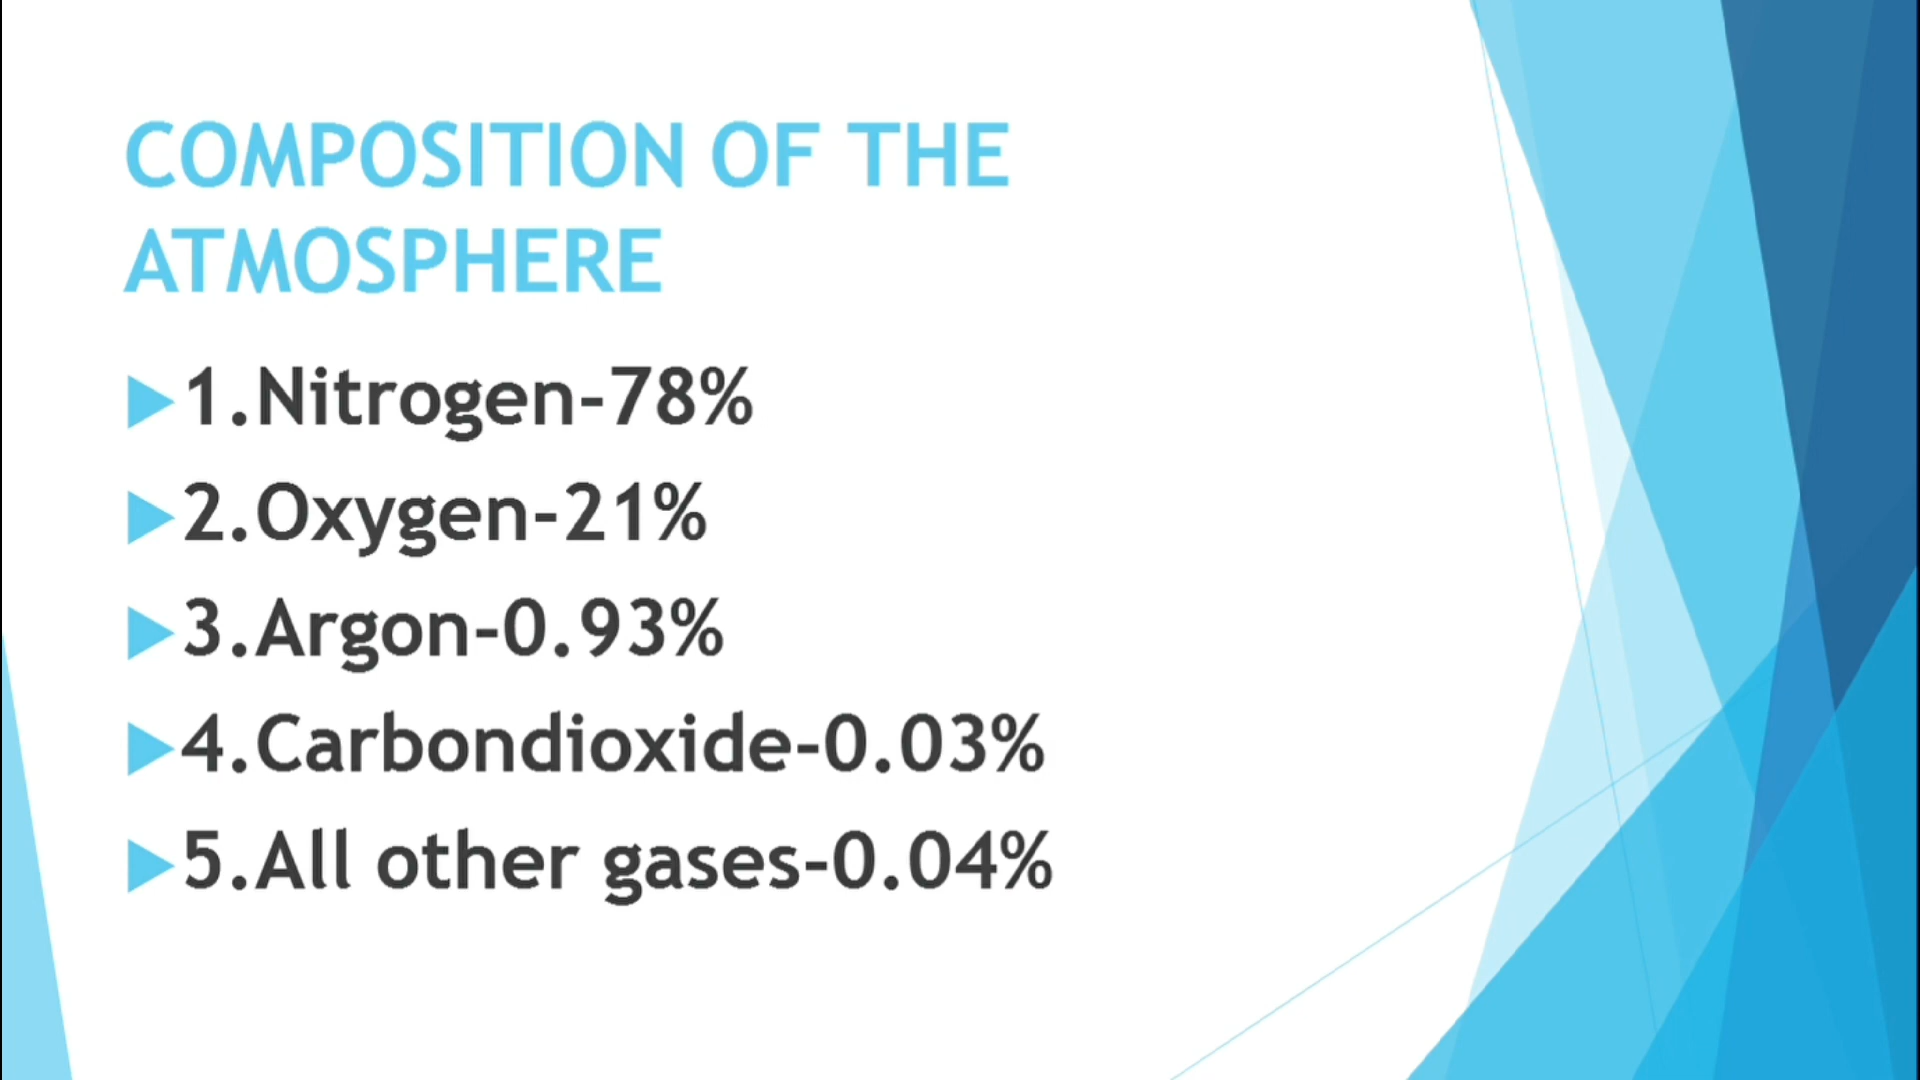 COMPOSITION OF THE
ATMOSPHERE
1.Nitrogen-78%
2.Oxygen-21%
3.Argon-0.93%
4.Carbondioxide-0.03%
5.All other gases-0.04%